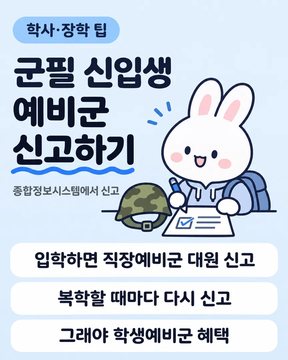 학사·장학 팁
군필 신입생
예비군
신고하기
종합정보시스템에서 신고
입학하면 직장예비군 대원 신고
복학할 때마다 다시 신고
그래야 학생예비군 혜택